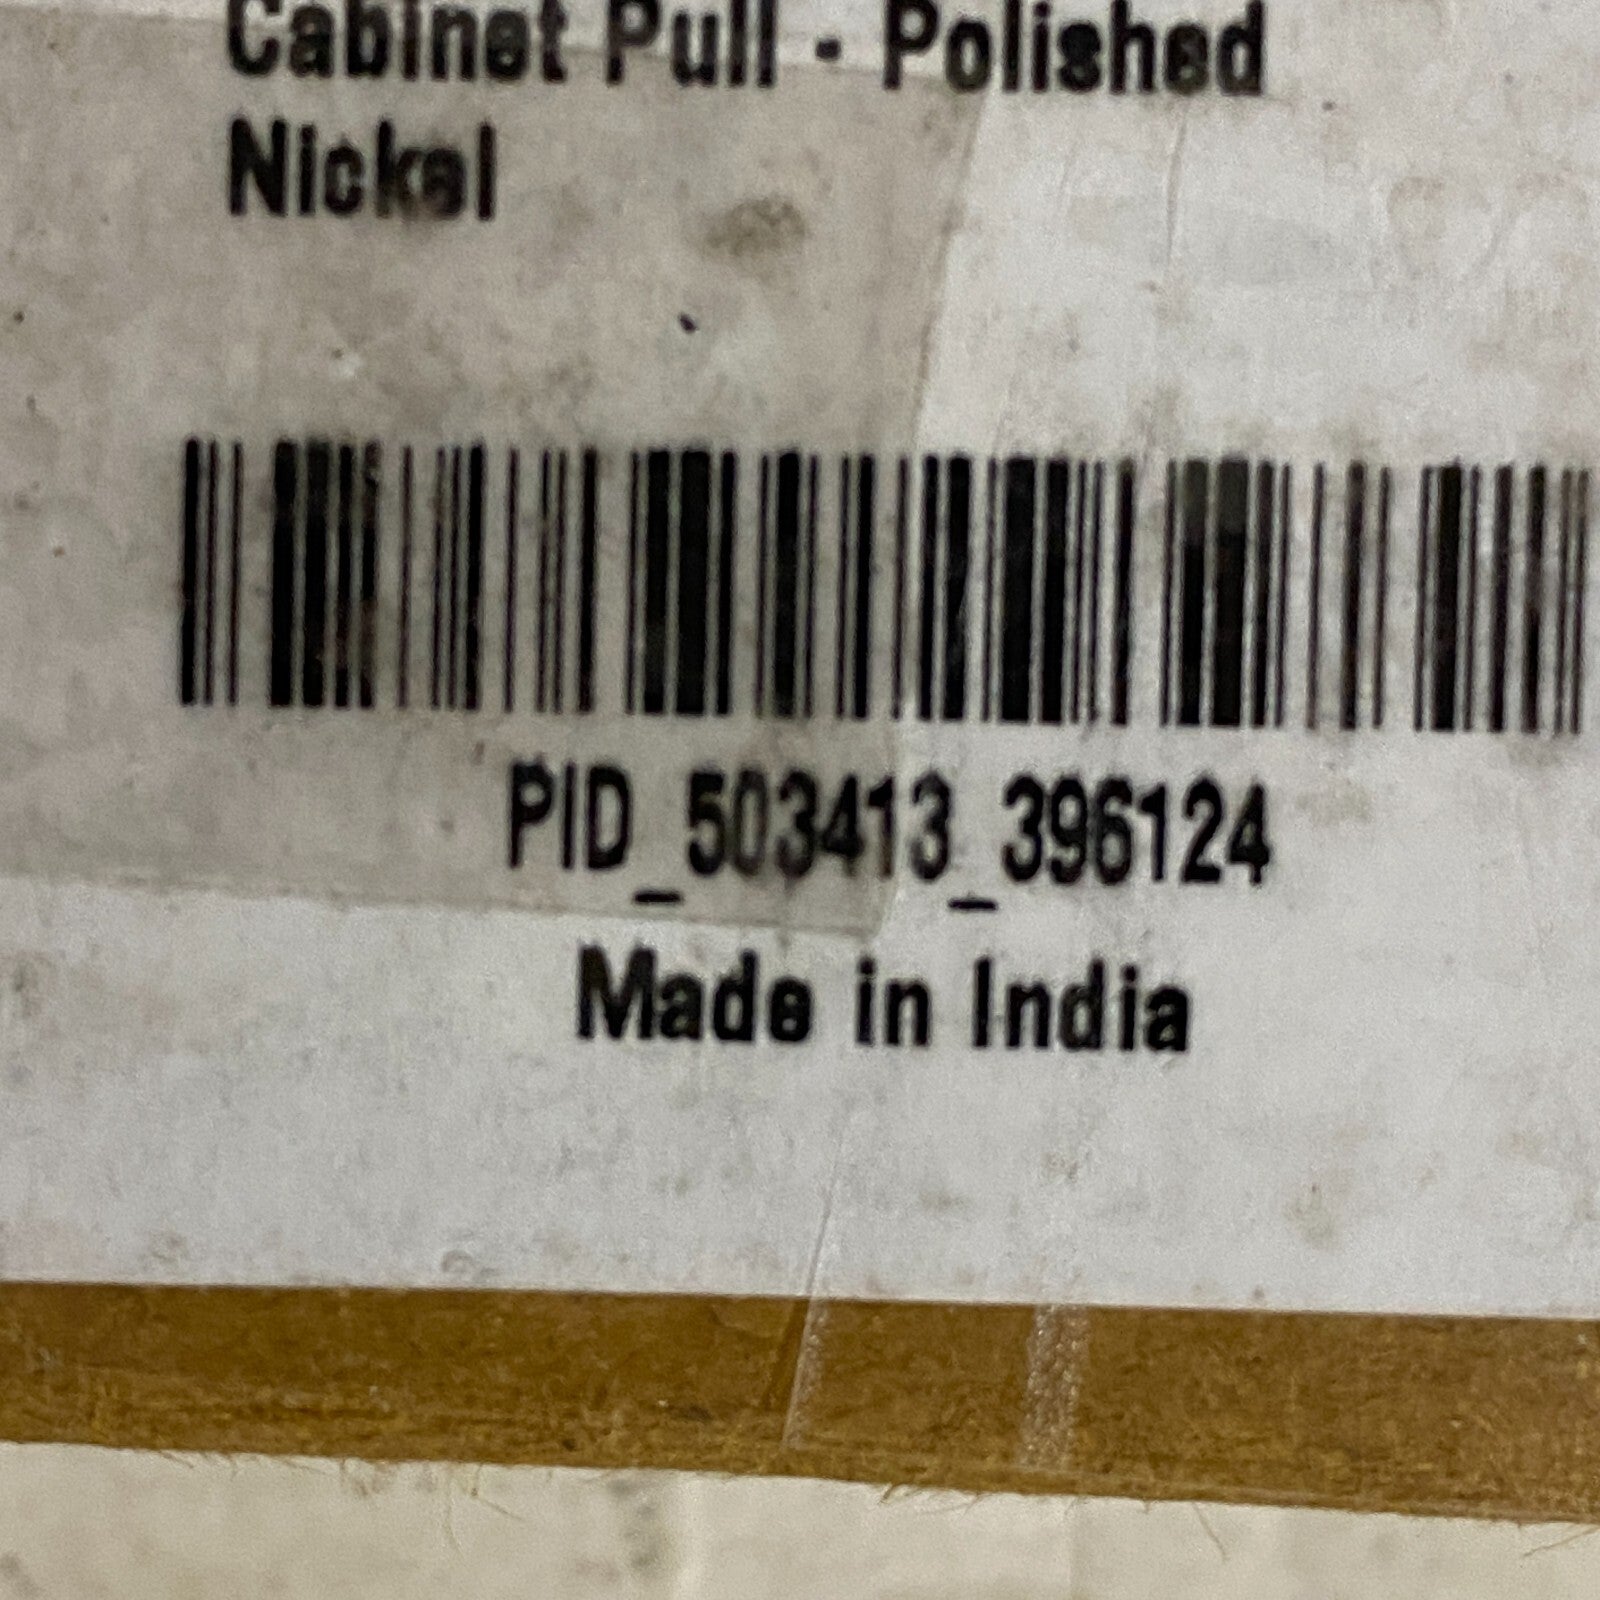 Cabinet Pull - Polished
Nickel
PID_503413_396124
Made in India